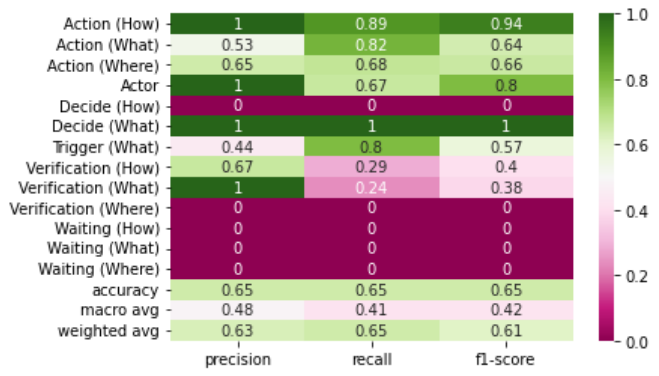 Action (How) 1 0.89 0.94
Action (What) 0.53 0.82 0.64
Action (Where) 0.65 0.68 0.66
Actor 1 0.67 0.8
Decide (How) 0 0 0
Decide (What) 1 1 1
Trigger (What) 0.44 0.8 0.57
Verification (How) 0.67 0.29 0.4
Verification (What) 1 0.24 0.38
Verification (Where) 0 0 0
Waiting (How) 0 0 0
Waiting (What) 0 0 0
Waiting (Where) 0 0 0
accuracy 0.65 0.65 0.65
macro avg 0.48 0.41 0.42
weighted avg 0.63 0.65 0.61
precision recall f1-score
1.0
0.8
0.6
0.4
0.2
0.0